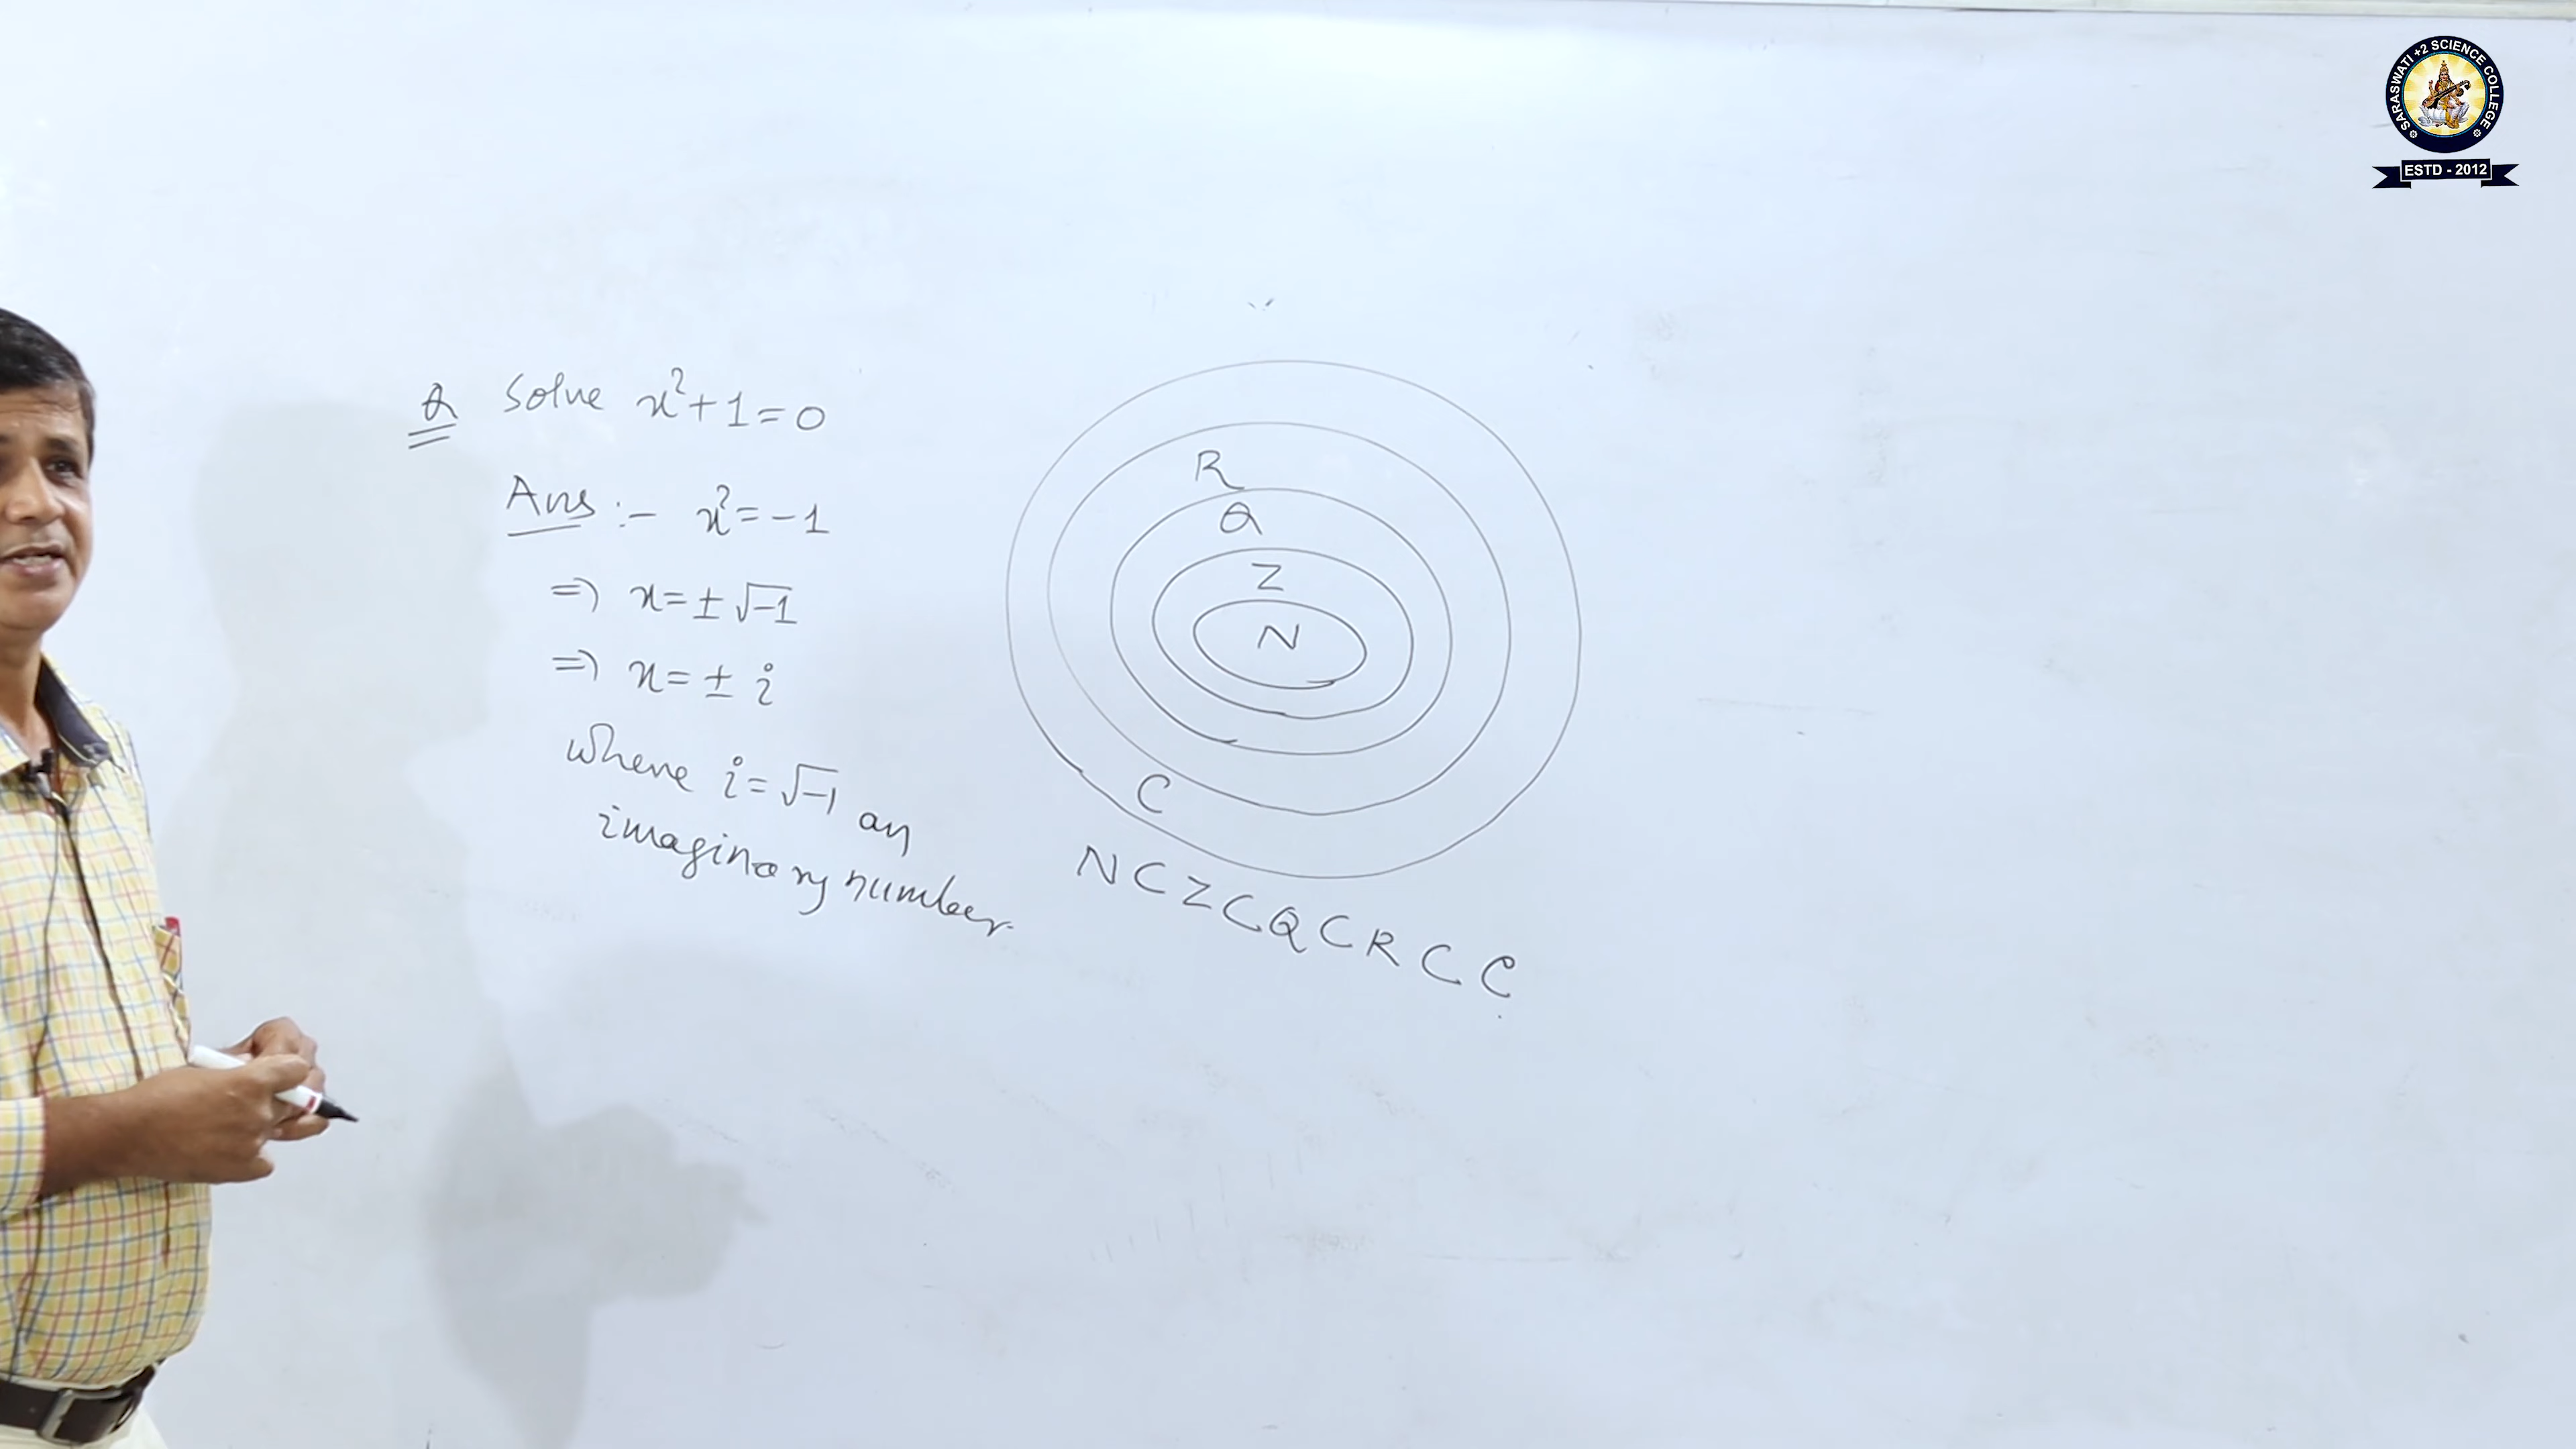 SARASWATI +2 SCIENCE COLLEGE
ESTD - 2012
Q Solve x²+1=0
Ans :- x²=-1
⇒ x=±√-1
⇒ x=± i
where i=√-1 an
imaginary number.
R
Q
Z
N
C
N⊂Z⊂Q⊂R⊂C